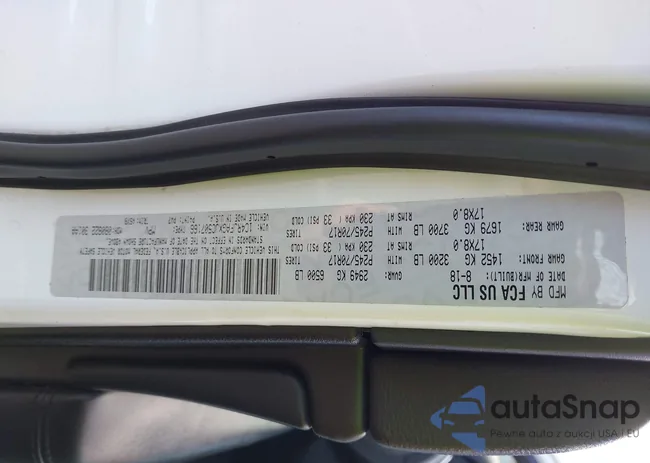 MFD BY FCA US LLC
DATE OF MFR(BUILT): 8-18 GVWR: 2949 KG 6500 LB
GAWR FRONT: 1452 KG 3200 LB P245/70R17 TIRES
17X8.0 RIMS AT 230 KPA / 33 PSI COLD
GAWR REAR: 1679 KG 3700 LB P245/70R17 TIRES
17X8.0 RIMS AT 230 KPA / 33 PSI COLD
THIS VEHICLE CONFORMS TO ALL APPLICABLE U.S.A. FEDERAL MOTOR VEHICLE SAFETY
STANDARDS IN EFFECT ON THE DATE OF MANUFACTURE SHOWN ABOVE.
VIN: TYPE: MPV
VEHICLE MADE IN U.S.A. PAINT: PW7
autaSnap
Pewne auta z aukcji USA i EU